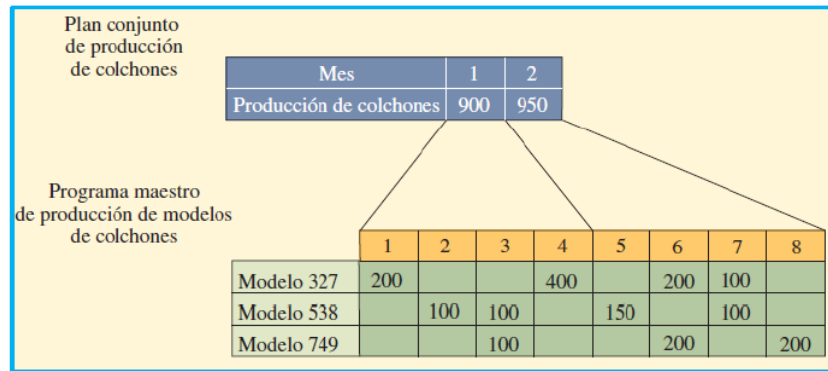 Plan conjunto
de producción
de colchones
Mes 1 2
Producción de colchones 900 950
Programa maestro
de producción de modelos
de colchones
1 2 3 4 5 6 7 8
Modelo 327 200 400 200 100
Modelo 538 100 100 150 100
Modelo 749 100 200 200